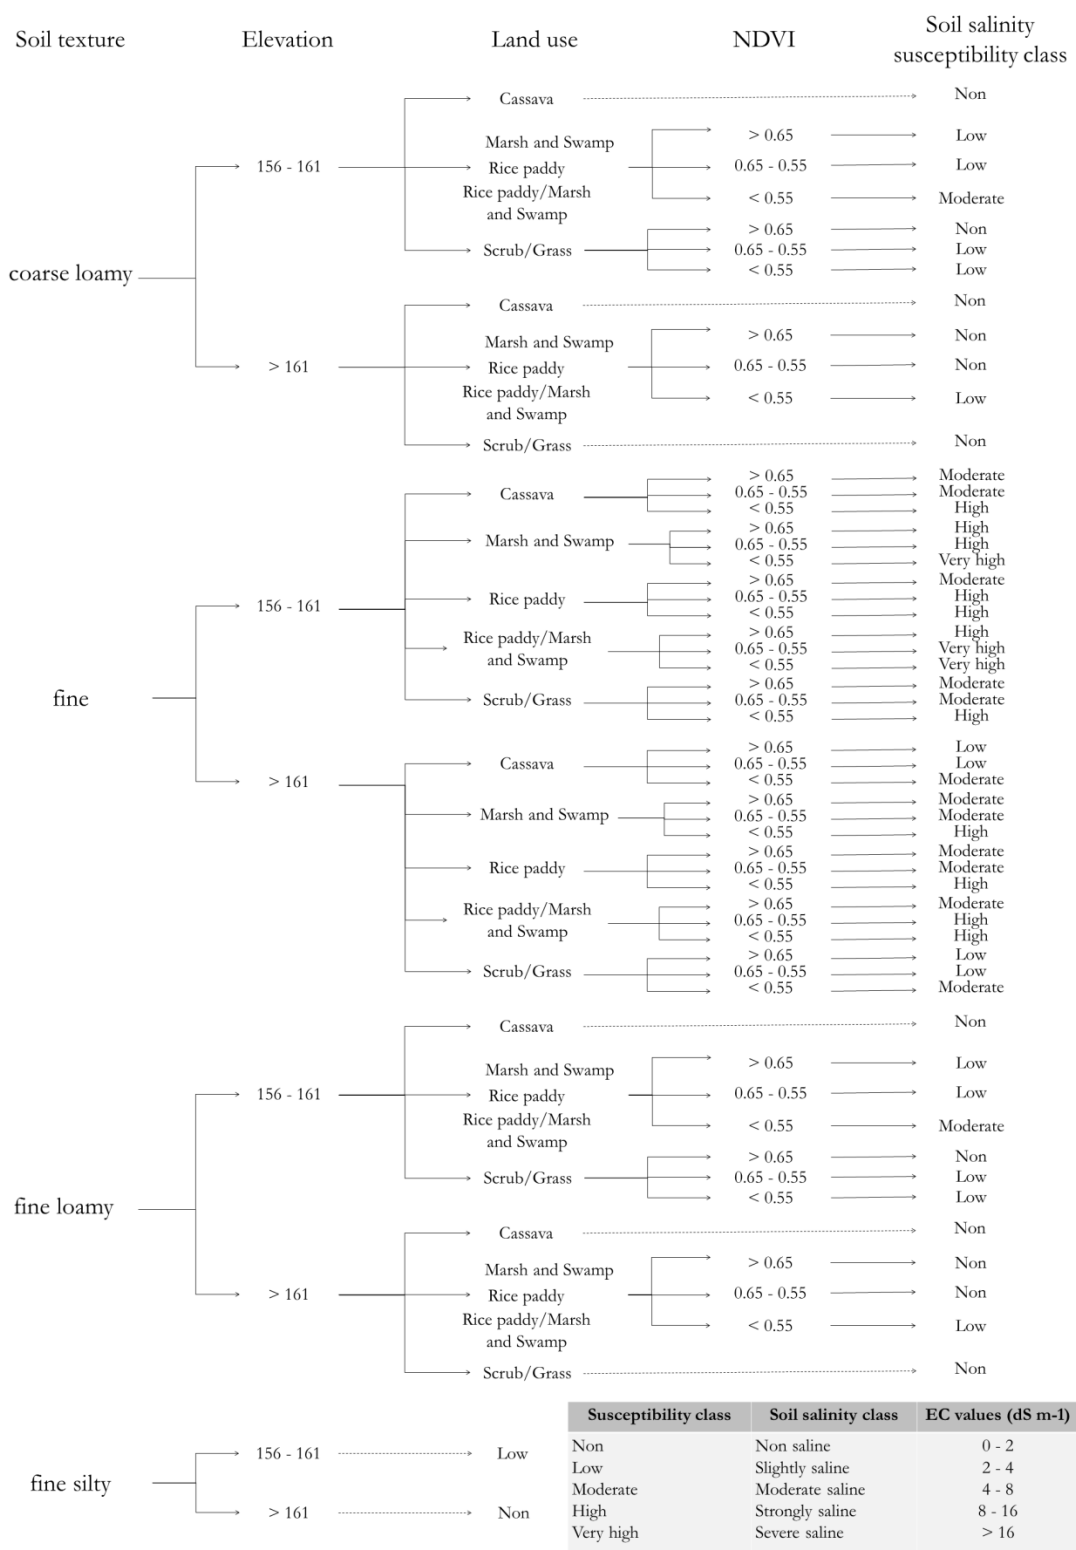 Soil texture Elevation Land use NDVI Soil salinity
susceptibility class
Cassava Non
> 0.65 Low
Marsh and Swamp
156 - 161 Rice paddy 0.65 - 0.55 Low
Rice paddy/Marsh
and Swamp
< 0.55 Moderate
> 0.65 Non
Scrub/Grass 0.65 - 0.55 Low
< 0.55 Low
coarse loamy
Cassava Non
> 0.65 Non
Marsh and Swamp
> 161 Rice paddy 0.65 - 0.55 Non
Rice paddy/Marsh
and Swamp
< 0.55 Low
Scrub/Grass Non
> 0.65 Moderate
Cassava 0.65 - 0.55 Moderate
< 0.55 High
> 0.65 High
Marsh and Swamp 0.65 - 0.55 High
< 0.55 Very high
> 0.65 Moderate
156 - 161 Rice paddy 0.65 - 0.55 High
< 0.55 High
Rice paddy/Marsh > 0.65 High
and Swamp 0.65 - 0.55 Very high
< 0.55 Very high
> 0.65 Moderate
fine Scrub/Grass 0.65 - 0.55 Moderate
< 0.55 High
> 0.65 Low
Cassava 0.65 - 0.55 Low
> 161 < 0.55 Moderate
> 0.65 Moderate
Marsh and Swamp 0.65 - 0.55 Moderate
< 0.55 High
> 0.65 Moderate
Rice paddy 0.65 - 0.55 Moderate
< 0.55 High
Rice paddy/Marsh > 0.65 Moderate
and Swamp 0.65 - 0.55 High
< 0.55 High
> 0.65 Low
Scrub/Grass 0.65 - 0.55 Low
< 0.55 Moderate
Cassava Non
> 0.65 Low
Marsh and Swamp
156 - 161 Rice paddy 0.65 - 0.55 Low
Rice paddy/Marsh
and Swamp
< 0.55 Moderate
> 0.65 Non
Scrub/Grass 0.65 - 0.55 Low
< 0.55 Low
fine loamy
Cassava Non
> 0.65 Non
Marsh and Swamp
> 161 Rice paddy 0.65 - 0.55 Non
Rice paddy/Marsh
and Swamp
< 0.55 Low
Scrub/Grass Non
156 - 161 Low
fine silty
> 161 Non
Susceptibility class Soil salinity class EC values (dS m-1)
Non Non saline 0 - 2
Low Slightly saline 2 - 4
Moderate Moderate saline 4 - 8
High Strongly saline 8 - 16
Very high Severe saline > 16